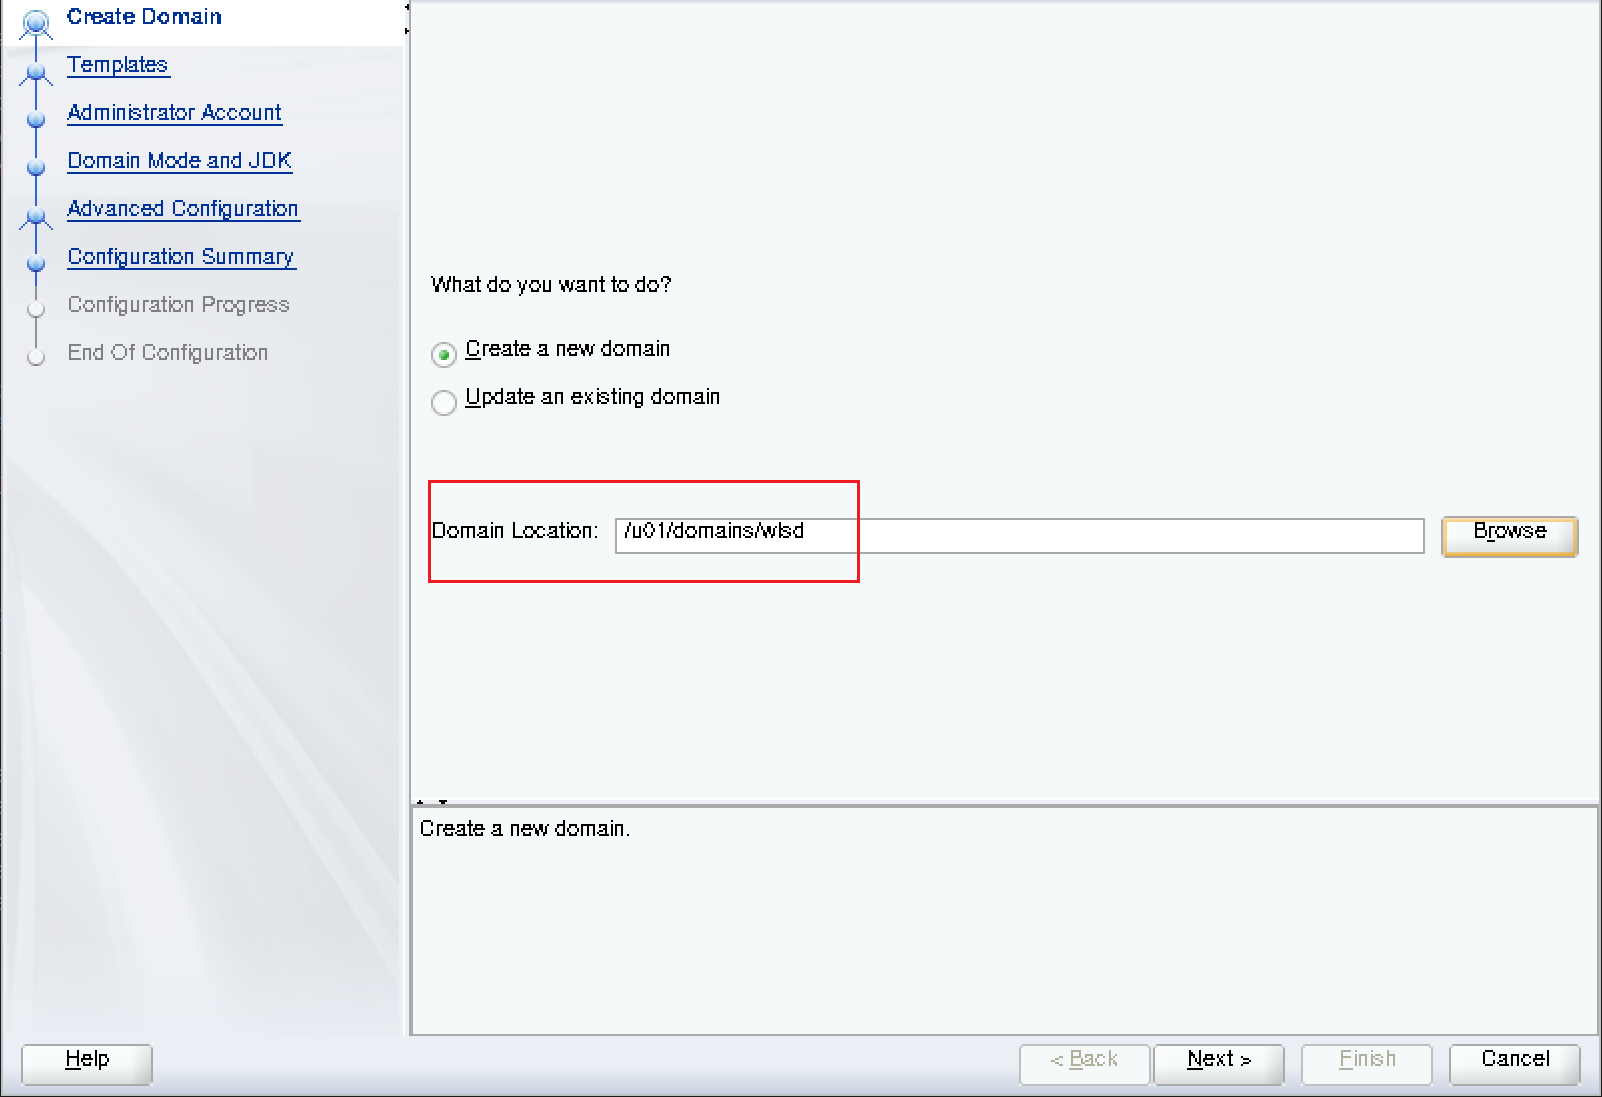 Create Domain
Templates
Administrator Account
Domain Mode and JDK
Advanced Configuration
Configuration Summary
Configuration Progress
End Of Configuration
What do you want to do?
Create a new domain
Update an existing domain
Domain Location: /u01/domains/wlsd Browse
Create a new domain.
Help < Back Next > Finish Cancel